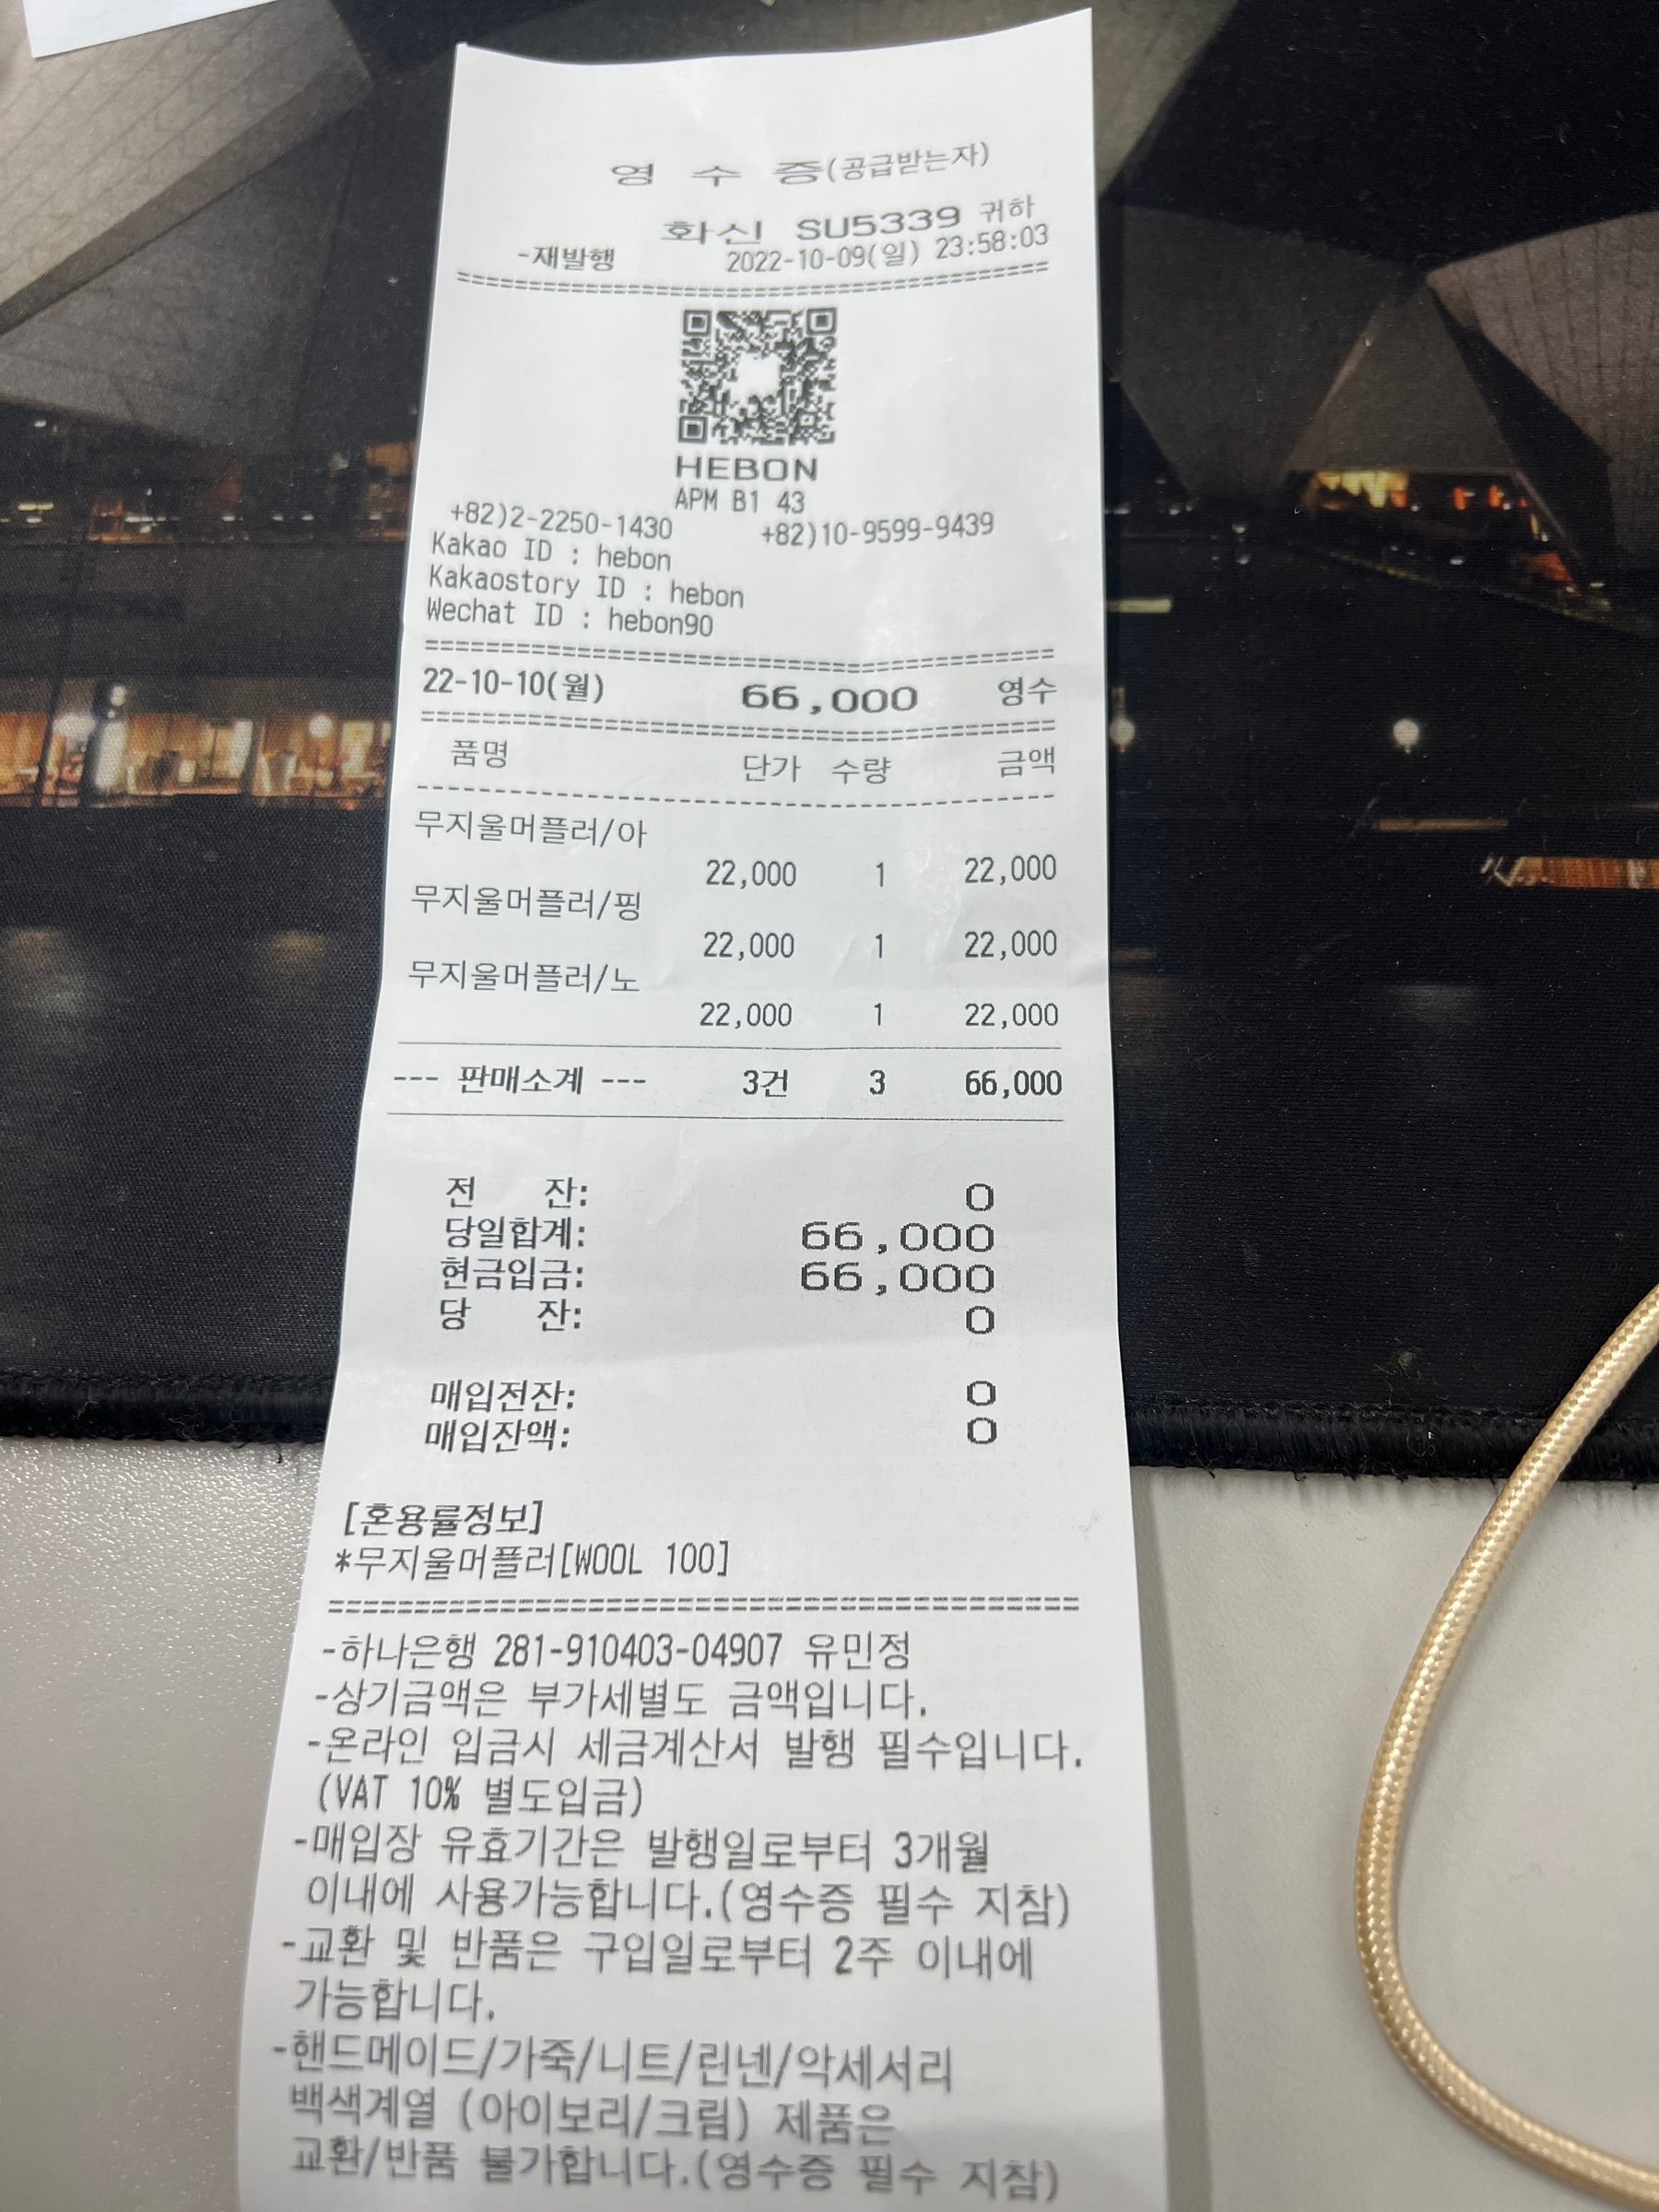 영 수 증(공급받는자)
화신 SU5339 귀하
-재발행 2022-10-09(일) 23:58:03
========================================
HEBON
APM B1 43
+82)2-2250-1430 +82)10-9599-9439
Kakao ID : hebon
Kakaostory ID : hebon
Wechat ID : hebon90
========================================
22-10-10(월) 66,000 영수
========================================
품명 단가 수량 금액
----------------------------------------
무지울머플러/아
22,000 1 22,000
무지울머플러/핑
22,000 1 22,000
무지울머플러/노
22,000 1 22,000
--- 판매소계 --- 3건 3 66,000
전 잔: 0
당일합계: 66,000
현금입금: 66,000
당 잔: 0
매입전잔: 0
매입잔액: 0
[혼용률정보]
*무지울머플러[WOOL 100]
========================================
-하나은행 281-910403-04907 유민정
-상기금액은 부가세별도 금액입니다.
-온라인 입금시 세금계산서 발행 필수입니다.
(VAT 10% 별도입금)
-매입장 유효기간은 발행일로부터 3개월
이내에 사용가능합니다.(영수증 필수 지참)
-교환 및 반품은 구입일로부터 2주 이내에
가능합니다.
-핸드메이드/가죽/니트/린넨/악세서리
백색계열 (아이보리/크림) 제품은
교환/반품 불가합니다.(영수증 필수 지참)